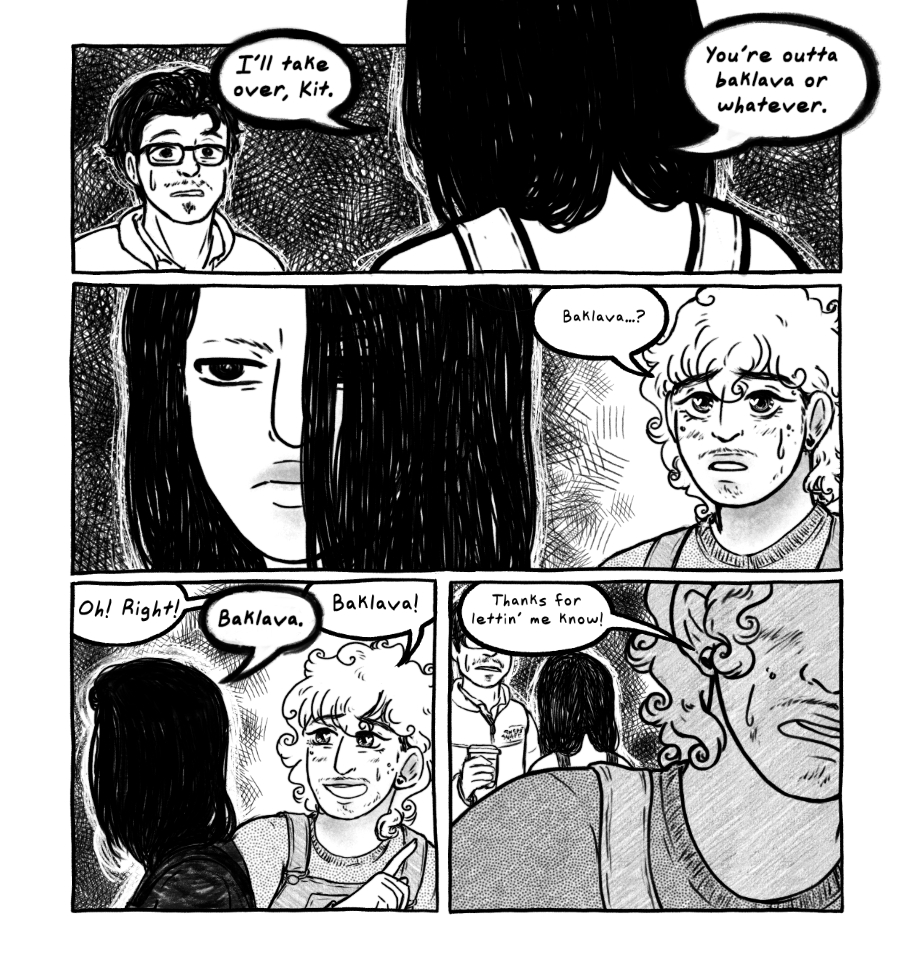 I'll take
over, Kit.
You're outta
baklava or
whatever.
Baklava...?
Oh! Right!
Baklava.
Baklava!
Thanks for
lettin' me know!